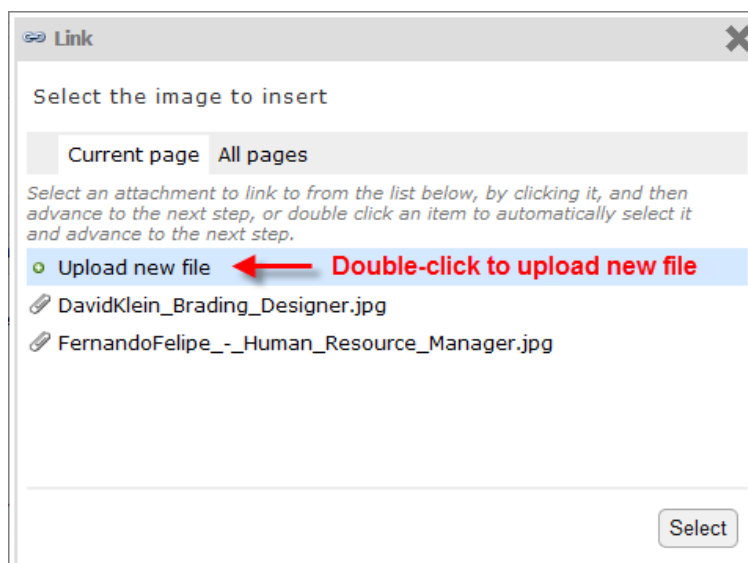 Link
Select the image to insert
Current page All pages
Select an attachment to link to from the list below, by clicking it, and then
advance to the next step, or double click an item to automatically select it
and advance to the next step.
Upload new file Double-click to upload new file
DavidKlein_Brading_Designer.jpg
FernandoFelipe_-_Human_Resource_Manager.jpg
Select